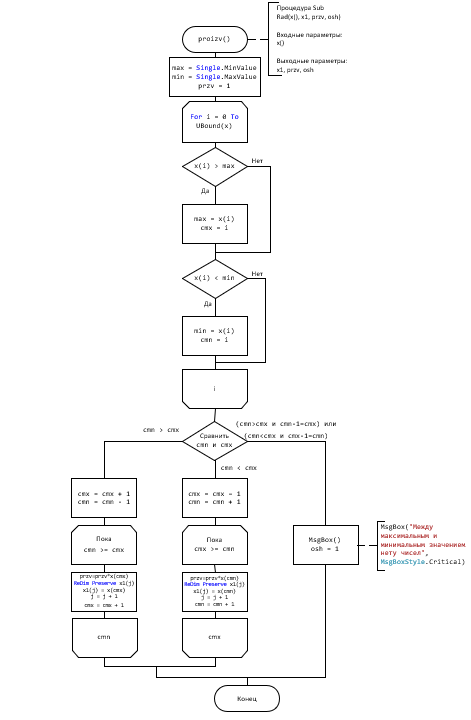 Процедура Sub
Rad(x(), x1, przv, osh)
Входные параметры:
x()
Выходные параметры:
x1, przv, osh
proizv()
max = Single.MinValue
min = Single.MaxValue
przv = 1
For i = 0 To
UBound(x)
x(i) > max
Нет
Да
max = x(i)
cmx = i
x(i) < min
Нет
Да
min = x(i)
cmn = i
i
(cmn>cmx и cmn-1=cmx) или
(cmn<cmx и cmx-1=cmn)
cmn > cmx
Сравнить
cmn и cmx
cmn < cmx
cmx = cmx + 1
cmn = cmn - 1
cmx = cmx - 1
cmn = cmn + 1
Пока
cmn >= cmx
Пока
cmx >= cmn
MsgBox()
osh = 1
MsgBox("Между
максимальным и
минимальным значением
нету чисел",
MsgBoxStyle.Critical)
przv=przv*x(cmx)
ReDim Preserve x1(j)
x1(j) = x(cmx)
j = j + 1
cmx = cmx + 1
przv=przv*x(cmn)
ReDim Preserve x1(j)
x1(j) = x(cmn)
j = j + 1
cmn = cmn + 1
cmn
cmx
Конец